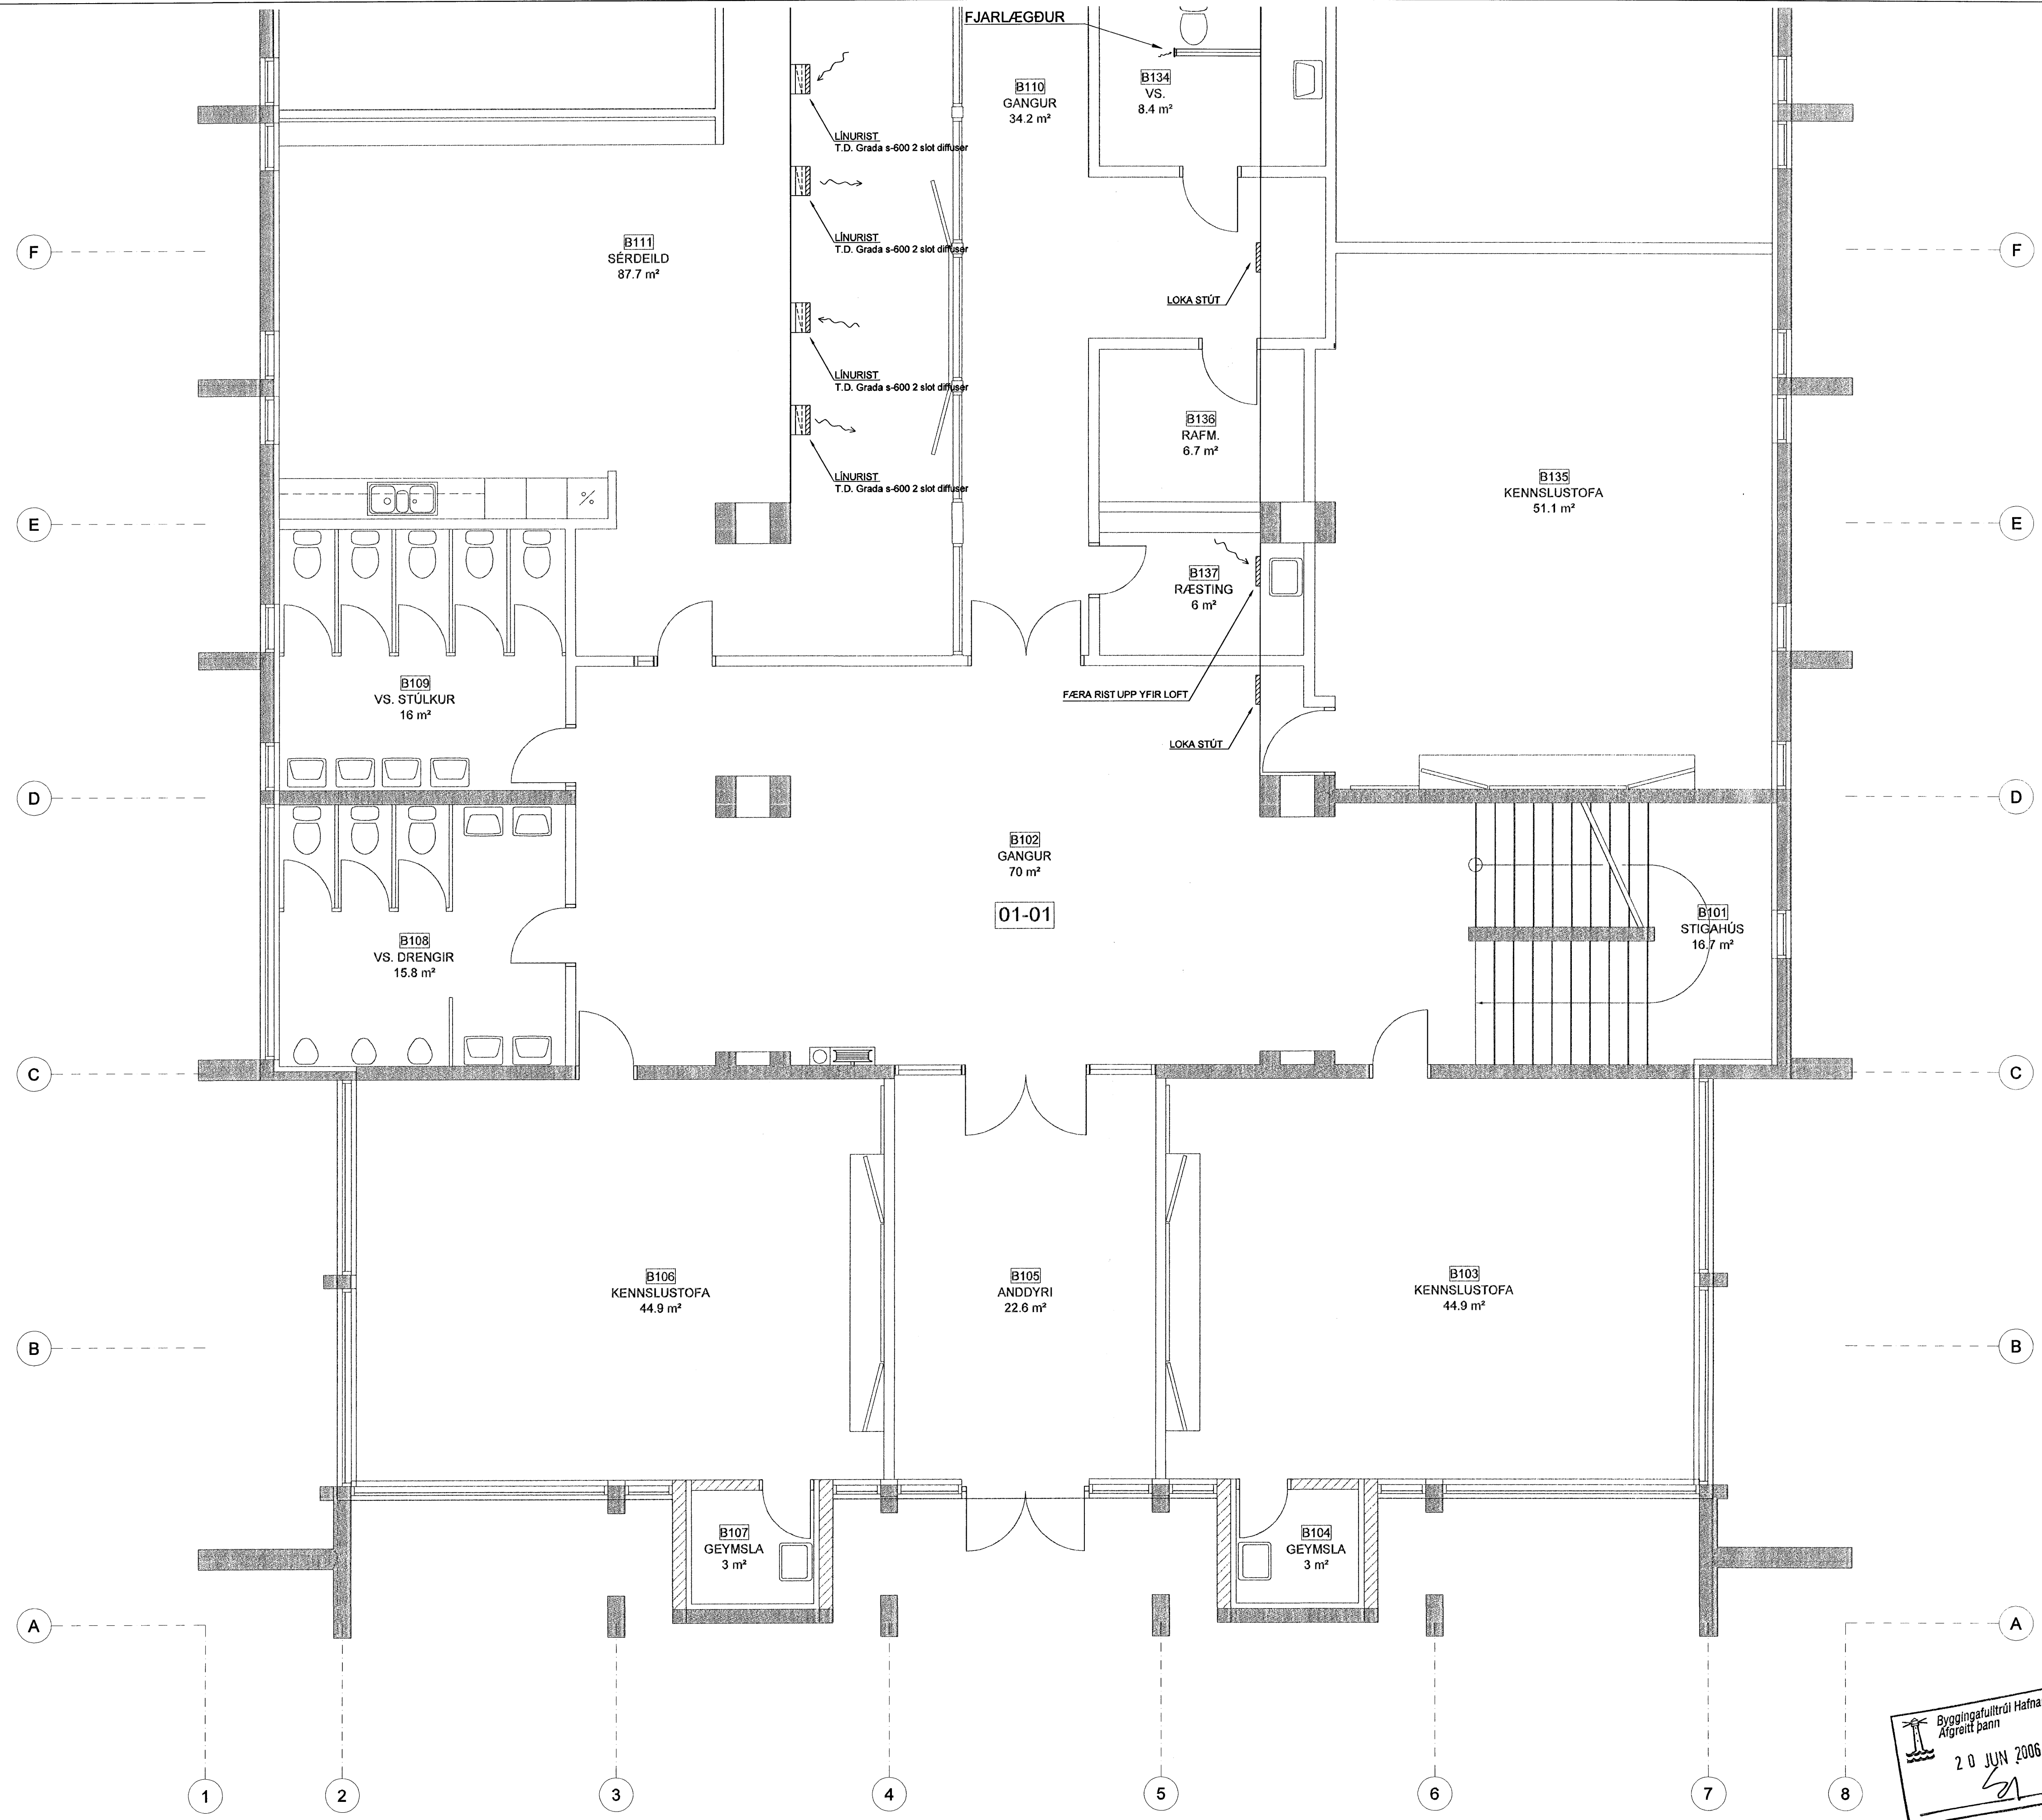 FJARLÆGÐUR
B134
VS.
8.4 m²
B110
GANGUR
34.2 m²
LÍNURIST
T.D. Grada s-600 2 slot diffuser
LÍNURIST
T.D. Grada s-600 2 slot diffuser
F
B111
SÉRDEILD
87.7 m²
F
LOKA STÚT
LÍNURIST
T.D. Grada s-600 2 slot diffuser
B136
RAFM.
6.7 m²
LÍNURIST
T.D. Grada s-600 2 slot diffuser
B135
KENNSLUSTOFA
51.1 m²
E
E
B137
RÆSTING
6 m²
B109
VS. STÚLKUR
16 m²
FÆRA RIST UPP YFIR LOFT
LOKA STÚT
D
D
B102
GANGUR
70 m²
01-01
B101
STIGAHÚS
16.7 m²
B108
VS. DRENGIR
15.8 m²
C
C
B106
KENNSLUSTOFA
44.9 m²
B105
ANDDYRI
22.6 m²
B103
KENNSLUSTOFA
44.9 m²
B
B
B107
GEYMSLA
3 m²
B104
GEYMSLA
3 m²
A
A
Byggingafulltrúi Hafna
Afgreitt þann
20 JUN 2006
1
2
3
4
5
6
7
8